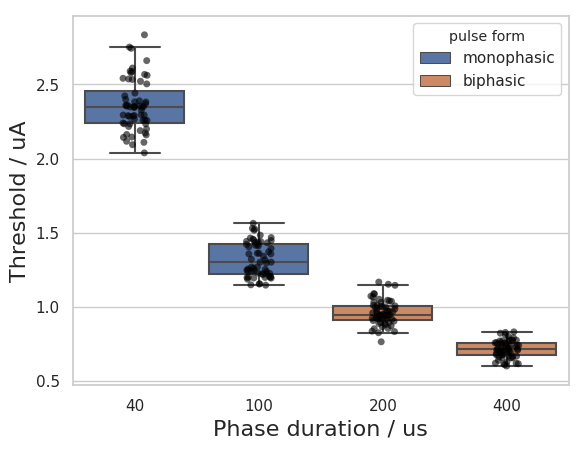 pulse form
monophasic
biphasic
2.5
2.0
1.5
1.0
0.5
Threshold / uA
40
100
200
400
Phase duration / us